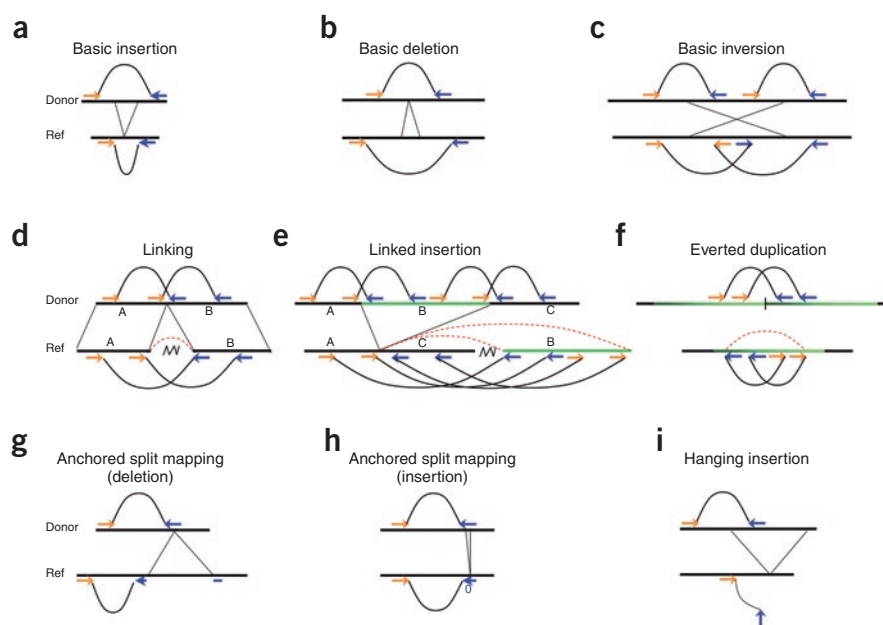 a
Basic insertion
b
Basic deletion
c
Basic inversion
Donor
Ref
d
Linking
e
Linked insertion
f
Everted duplication
Donor
A
B
A
B
C
Ref
A
B
A
C
B
g
Anchored split mapping
(deletion)
h
Anchored split mapping
(insertion)
i
Hanging insertion
Donor
Ref
0